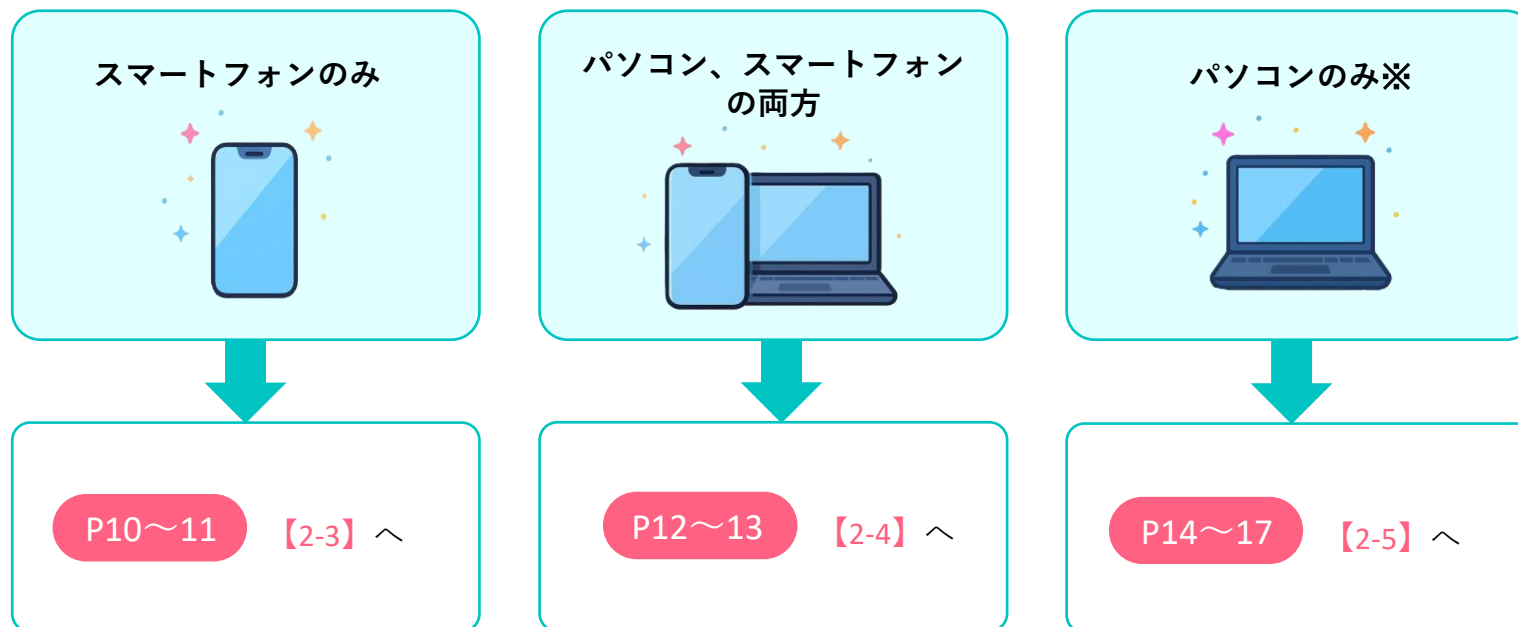 スマートフォンのみ
パソコン、スマートフォン
の両方
パソコンのみ※
P10～11 【2-3】へ
P12～13 【2-4】へ
P14～17 【2-5】へ